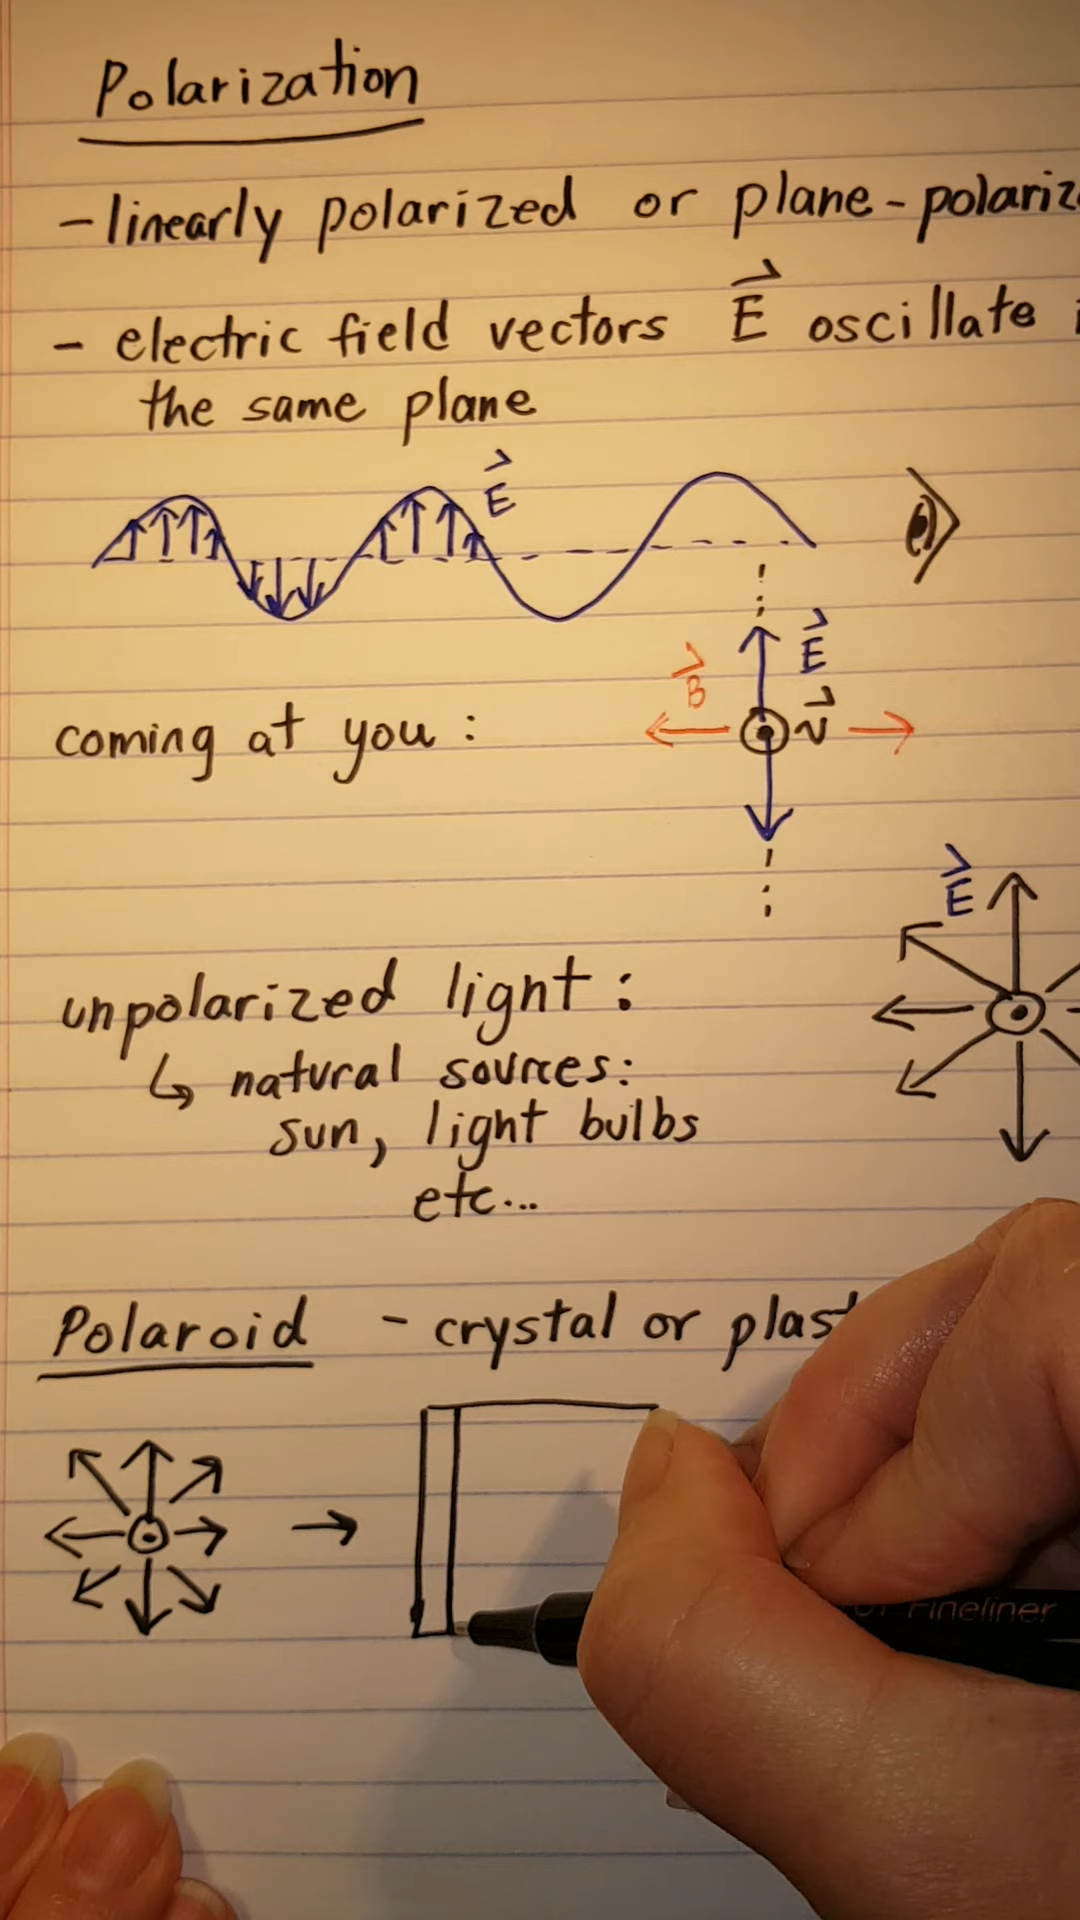 Polarization
- linearly polarized or plane-polariz
- electric field vectors E oscillate i
the same plane
E
E
B
v
coming at you:
E
unpolarized light:
↳ natural sources:
sun, light bulbs
etc...
Polaroid - crystal or plast
Fineliner